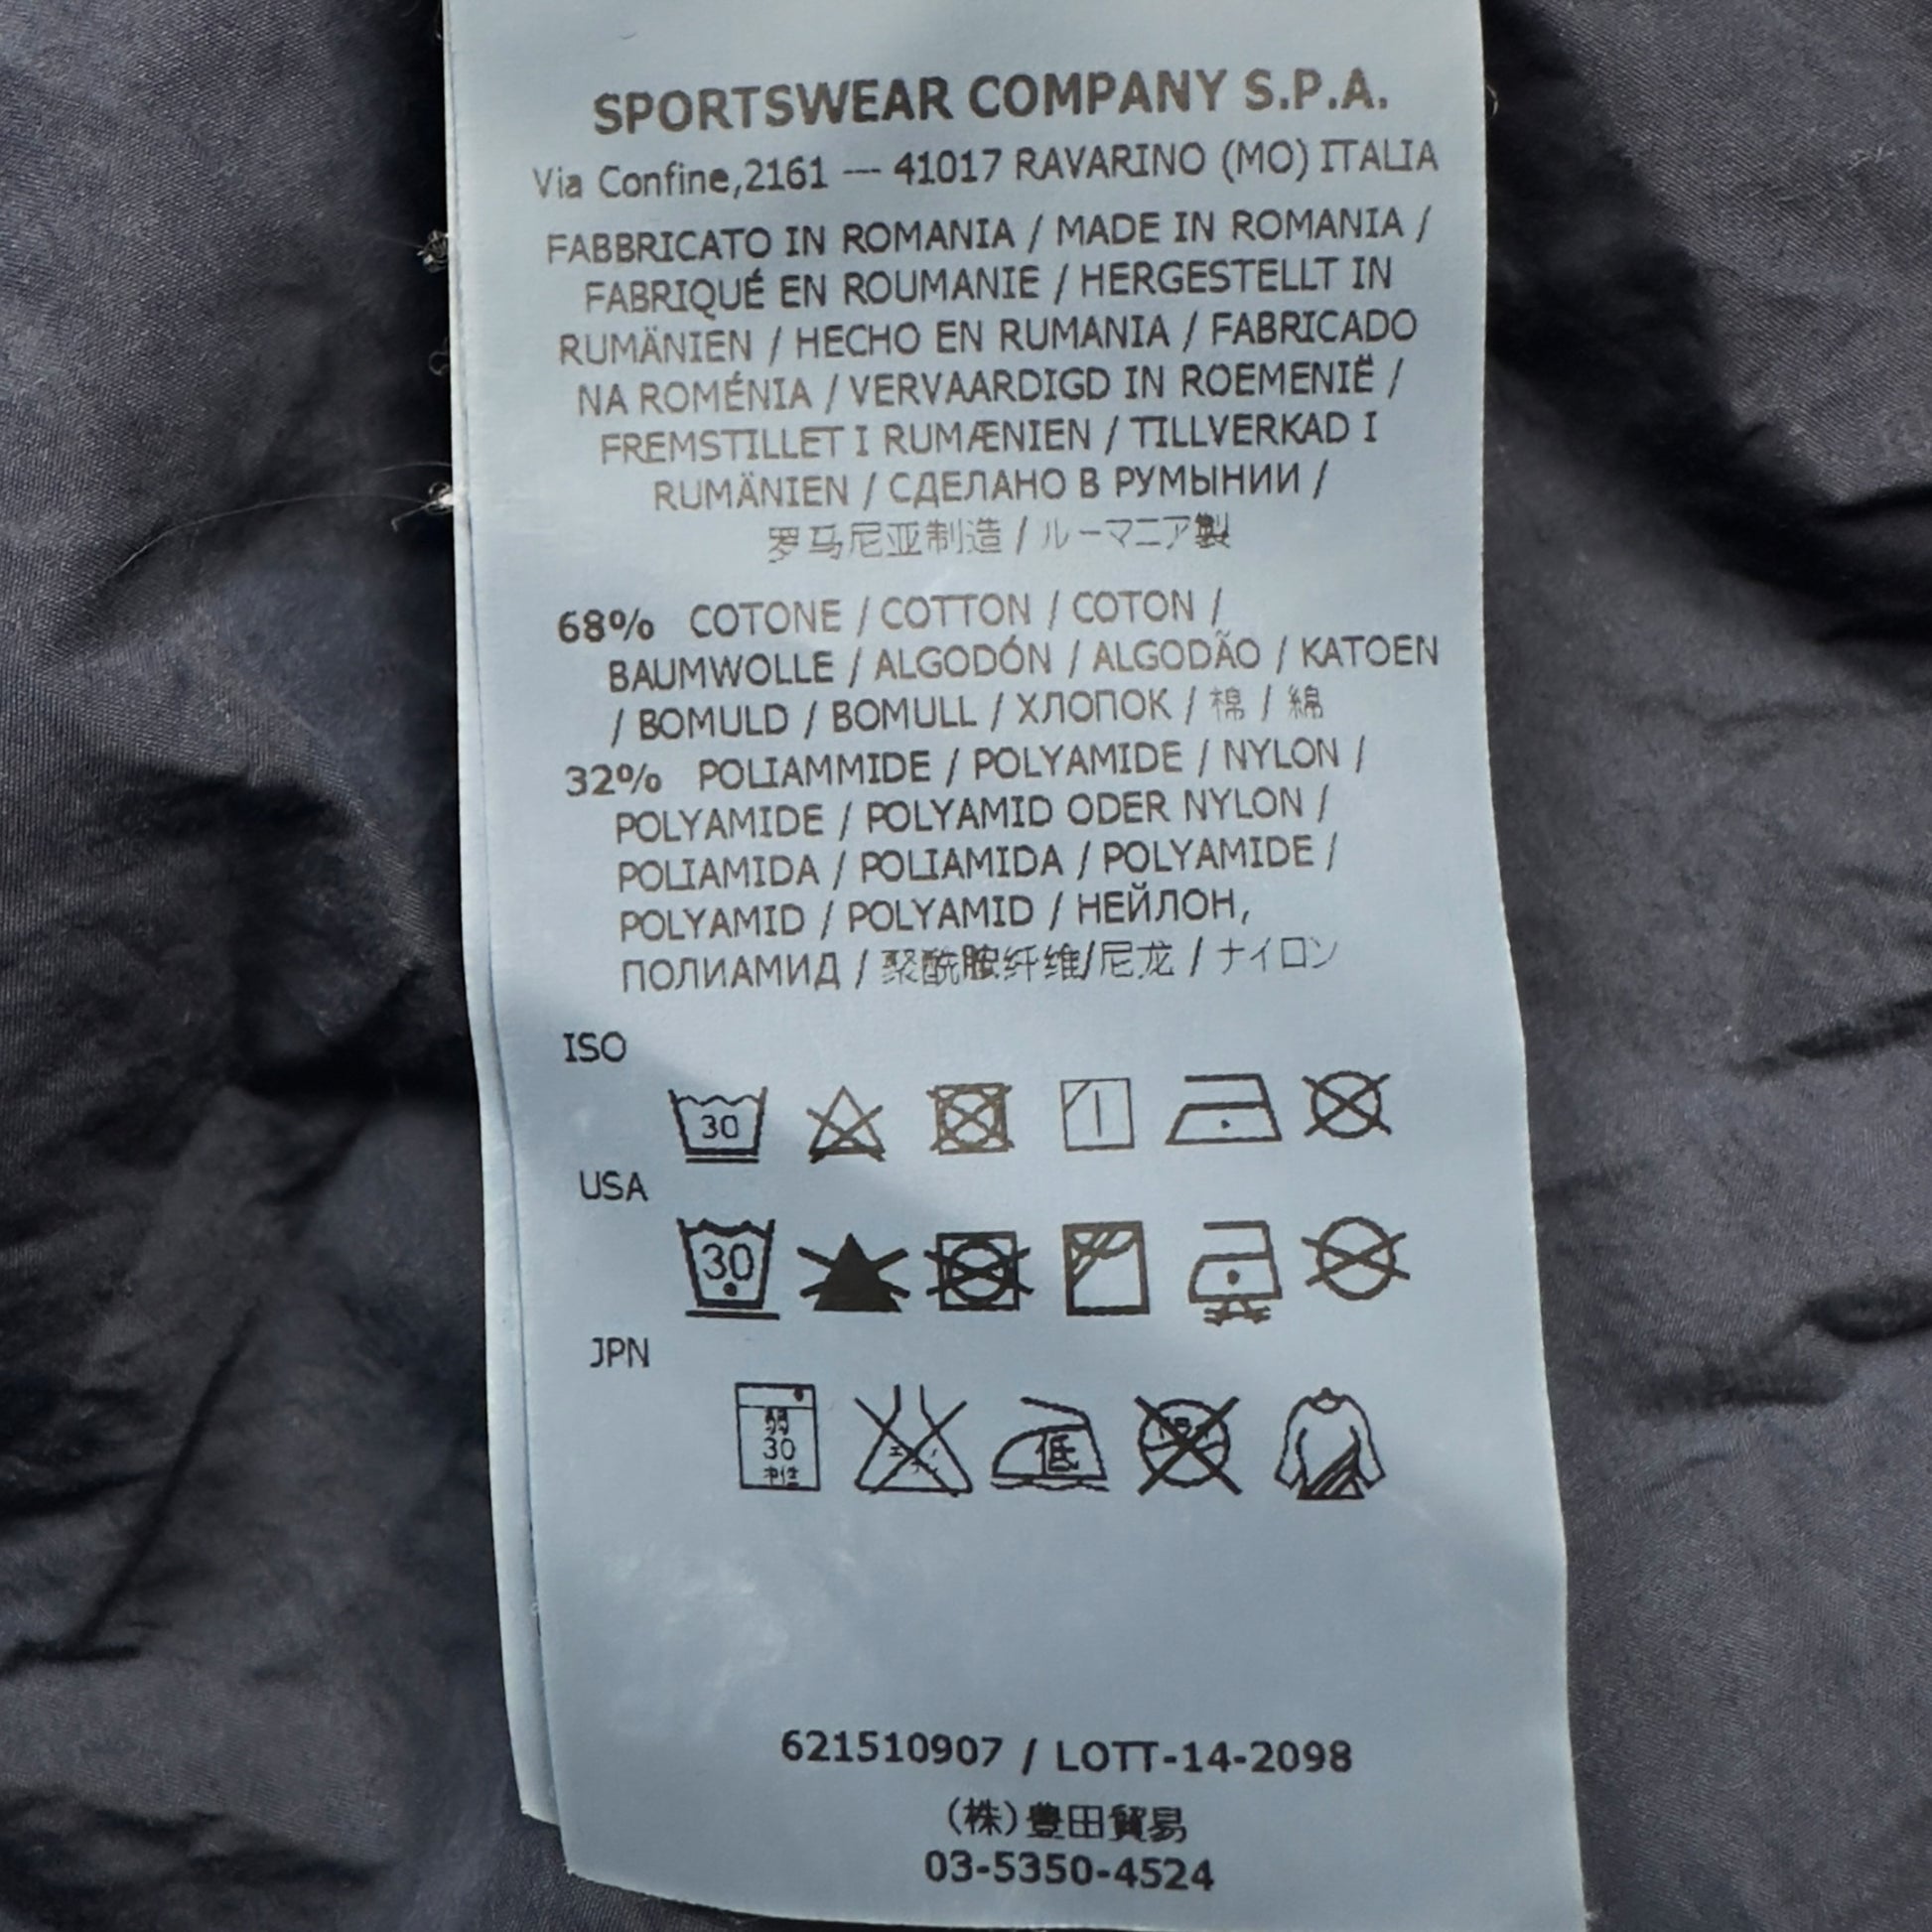 SPORTSWEAR COMPANY S.P.A.
Via Confine,2161 — 41017 RAVARINO (MO) ITALIA
FABBRICATO IN ROMANIA / MADE IN ROMANIA /
FABRIQUÉ EN ROUMANIE / HERGESTELLT IN
RUMÄNIEN / HECHO EN RUMANIA / FABRICADO
NA ROMÉNIA / VERVAARDIGD IN ROEMENIË /
FREMSTILLET I RUMÆNIEN / TILLVERKAD I
RUMÄNIEN / СДЕЛАНО В РУМЫНИИ /
罗马尼亚制造 / ルーマニア製
68% COTONE / COTTON / COTON /
BAUMWOLLE / ALGODÓN / ALGODÃO / KATOEN
/ BOMULD / BOMULL / ХЛОПОК / 棉 / 綿
32% POLIAMMIDE / POLYAMIDE / NYLON /
POLYAMIDE / POLYAMID ODER NYLON /
POLIAMIDA / POLIAMIDA / POLYAMIDE /
POLYAMID / POLYAMID / НЕЙЛОН,
ПОЛИАМИД / 聚酰胺纤维/尼龙 / ナイロン
ISO
30
USA
30
JPN
弱
30
中性
低
621510907 / LOTT-14-2098
(株)豊田貿易
03-5350-4524